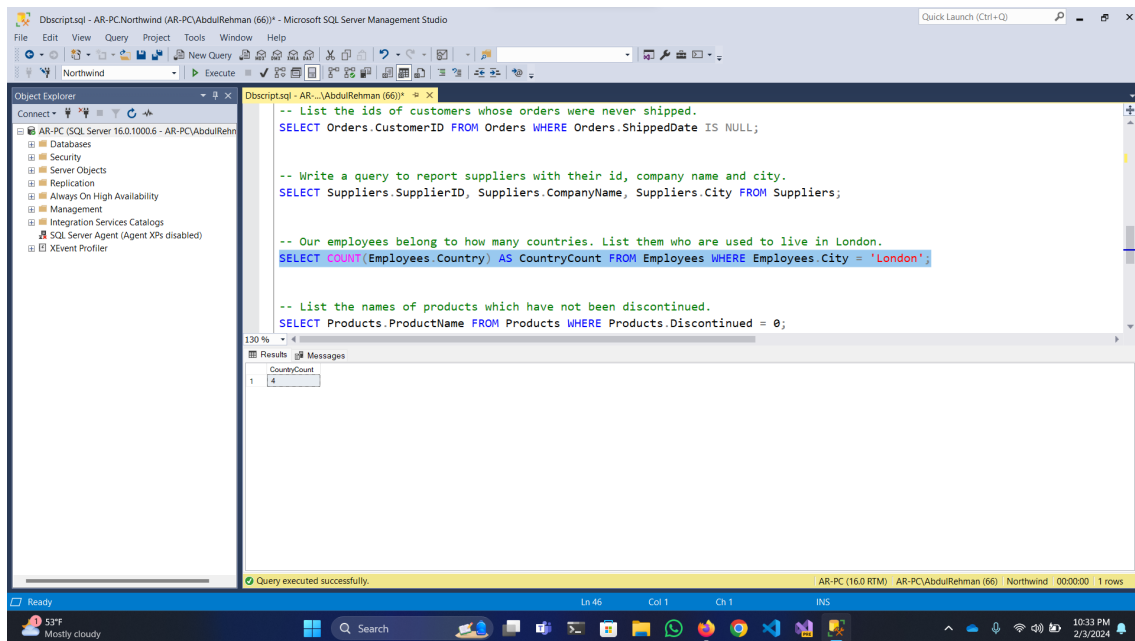 Dbscript.sql - AR-PC.Northwind (AR-PC\AbdulRehman (66))* - Microsoft SQL Server Management Studio
Quick Launch (Ctrl+Q)
File Edit View Query Project Tools Window Help
New Query
Northwind
Execute
Object Explorer
Dbscript.sql - AR-...\AbdulRehman (66))*
Connect
AR-PC (SQL Server 16.0.1000.6 - AR-PC\AbdulRehn
Databases
Security
Server Objects
Replication
Always On High Availability
Management
Integration Services Catalogs
SQL Server Agent (Agent XPs disabled)
XEvent Profiler
-- List the ids of customers whose orders were never shipped.
SELECT Orders.CustomerID FROM Orders WHERE Orders.ShippedDate IS NULL;
-- Write a query to report suppliers with their id, company name and city.
SELECT Suppliers.SupplierID, Suppliers.CompanyName, Suppliers.City FROM Suppliers;
-- Our employees belong to how many countries. List them who are used to live in London.
SELECT COUNT(Employees.Country) AS CountryCount FROM Employees WHERE Employees.City = 'London';
-- List the names of products which have not been discontinued.
SELECT Products.ProductName FROM Products WHERE Products.Discontinued = 0;
130 %
Results Messages
CountryCount
1 4
Query executed successfully.
AR-PC (16.0 RTM) AR-PC\AbdulRehman (66) Northwind 00:00:00 1 rows
Ready
Ln 46 Col 1 Ch 1 INS
1
53°F
Mostly cloudy
Search
10:33 PM
2/3/2024